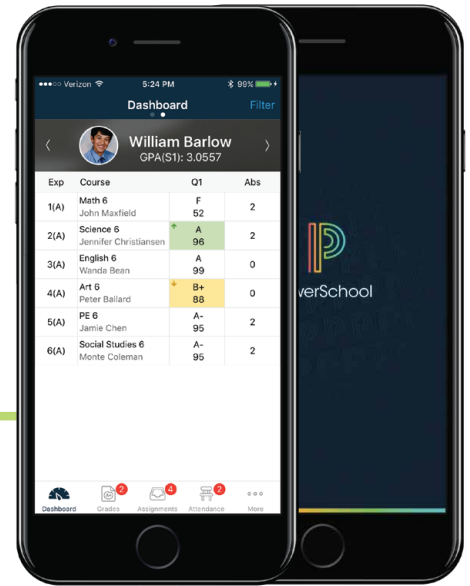 ●●●○○ Verizon 5:24 PM 99%
Dashboard Filter
William Barlow
GPA(S1): 3.0557
Exp Course Q1 Abs
1(A) Math 6 F 2
John Maxfield 52
2(A) Science 6 A 2
Jennifer Christiansen 96
3(A) English 6 A 0
Wanda Bean 99
4(A) Art 6 B+ 0
Peter Ballard 88
5(A) PE 6 A- 2
Jamie Chen 95
6(A) Social Studies 6 A- 2
Monte Coleman 95
2 4 2
Dashboard Grades Assignments Attendance More
P
werSchool